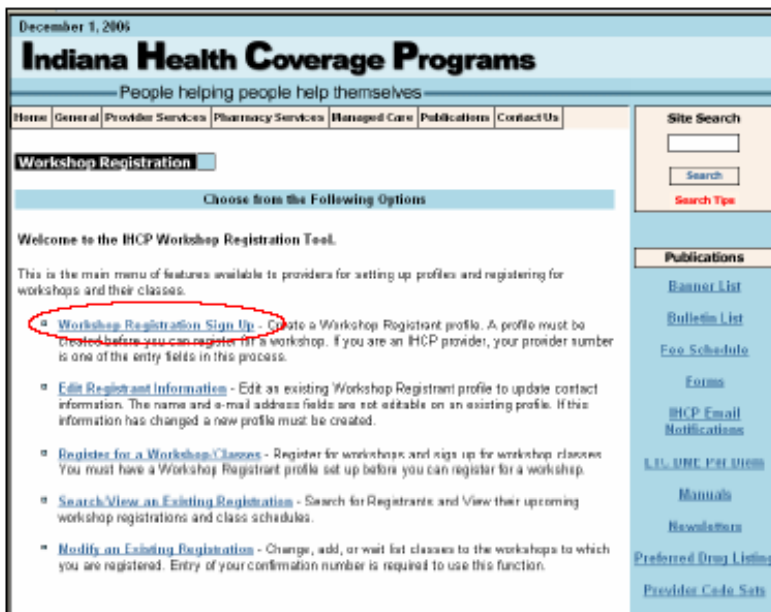 December 1, 2006
Indiana Health Coverage Programs
People helping people help themselves
Home General Provider Services Pharmacy Services Managed Care Publications Contact Us
Workshop Registration
Choose from the Following Options
Welcome to the IHCP Workshop Registration Tool.
This is the main menu of features available to providers for setting up profiles and registering for
workshops and their classes.
Workshop Registration Sign Up - Create a Workshop Registrant profile. A profile must be
created before you can register for a workshop. If you are an IHCP provider, your provider number
is one of the entry fields in this process.
Edit Registrant Information - Edit an existing Workshop Registrant profile to update contact
information. The name and e-mail address fields are not editable on an existing profile. If this
information has changed a new profile must be created.
Register for a Workshop/Classes - Register for workshops and sign up for workshop classes.
You must have a Workshop Registrant profile set up before you can register for a workshop.
Search/View an Existing Registration - Search for Registrants and View their upcoming
workshop registrations and class schedules.
Modify an Existing Registration - Change, add, or wait list classes to the workshops to which
you are registered. Entry of your confirmation number is required to use this function.
Site Search
Search
Search Tips
Publications
Banner List
Bulletin List
Fee Schedule
Forms
IHCP Email
Notifications
Per Diem
Manuals
Newsletters
Preferred Drug Listing
Provider Code Sets